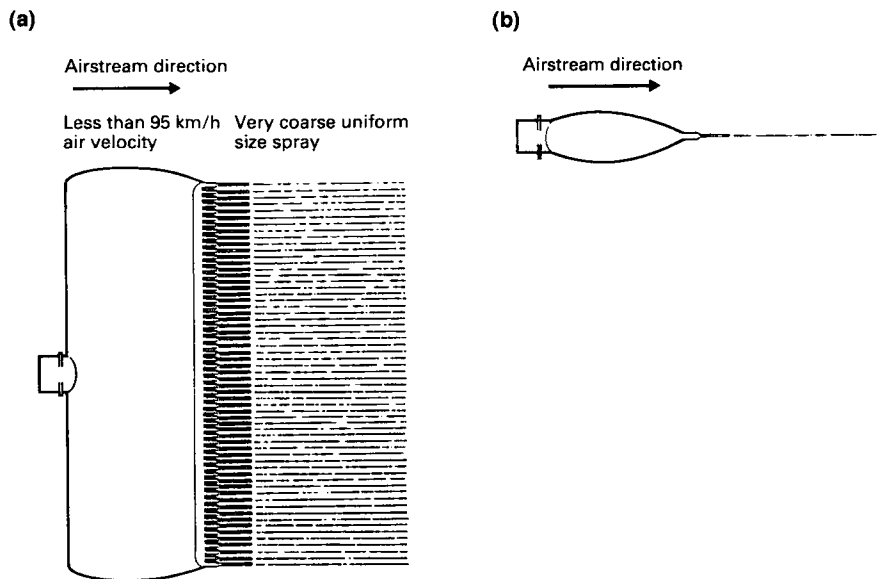 (a)
Airstream direction
Less than 95 km/h
air velocity
Very coarse uniform
size spray
(b)
Airstream direction